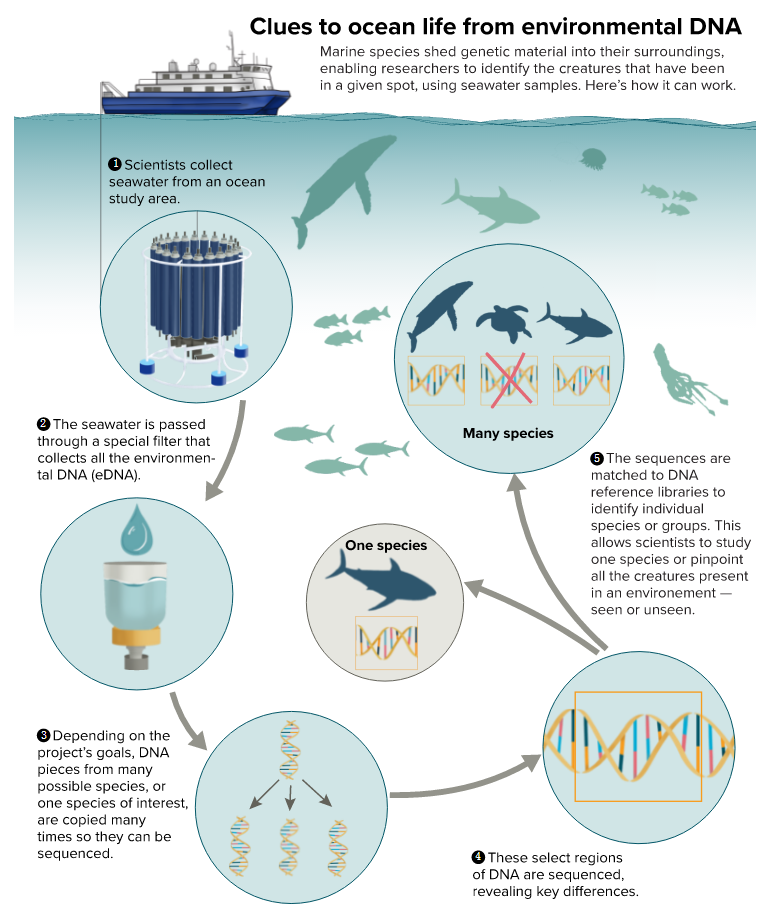 Clues to ocean life from environmental DNA
Marine species shed genetic material into their surroundings,
enabling researchers to identify the creatures that have been
in a given spot, using seawater samples. Here's how it can work.
1 Scientists collect
seawater from an ocean
study area.
2 The seawater is passed
through a special filter that
collects all the environmen-
tal DNA (eDNA).
3 Depending on the
project's goals, DNA
pieces from many
possible species, or
one species of interest,
are copied many
times so they can be
sequenced.
4 These select regions
of DNA are sequenced,
revealing key differences.
5 The sequences are
matched to DNA
reference libraries to
identify individual
species or groups. This
allows scientists to study
one species or pinpoint
all the creatures present
in an environement —
seen or unseen.
One species
Many species